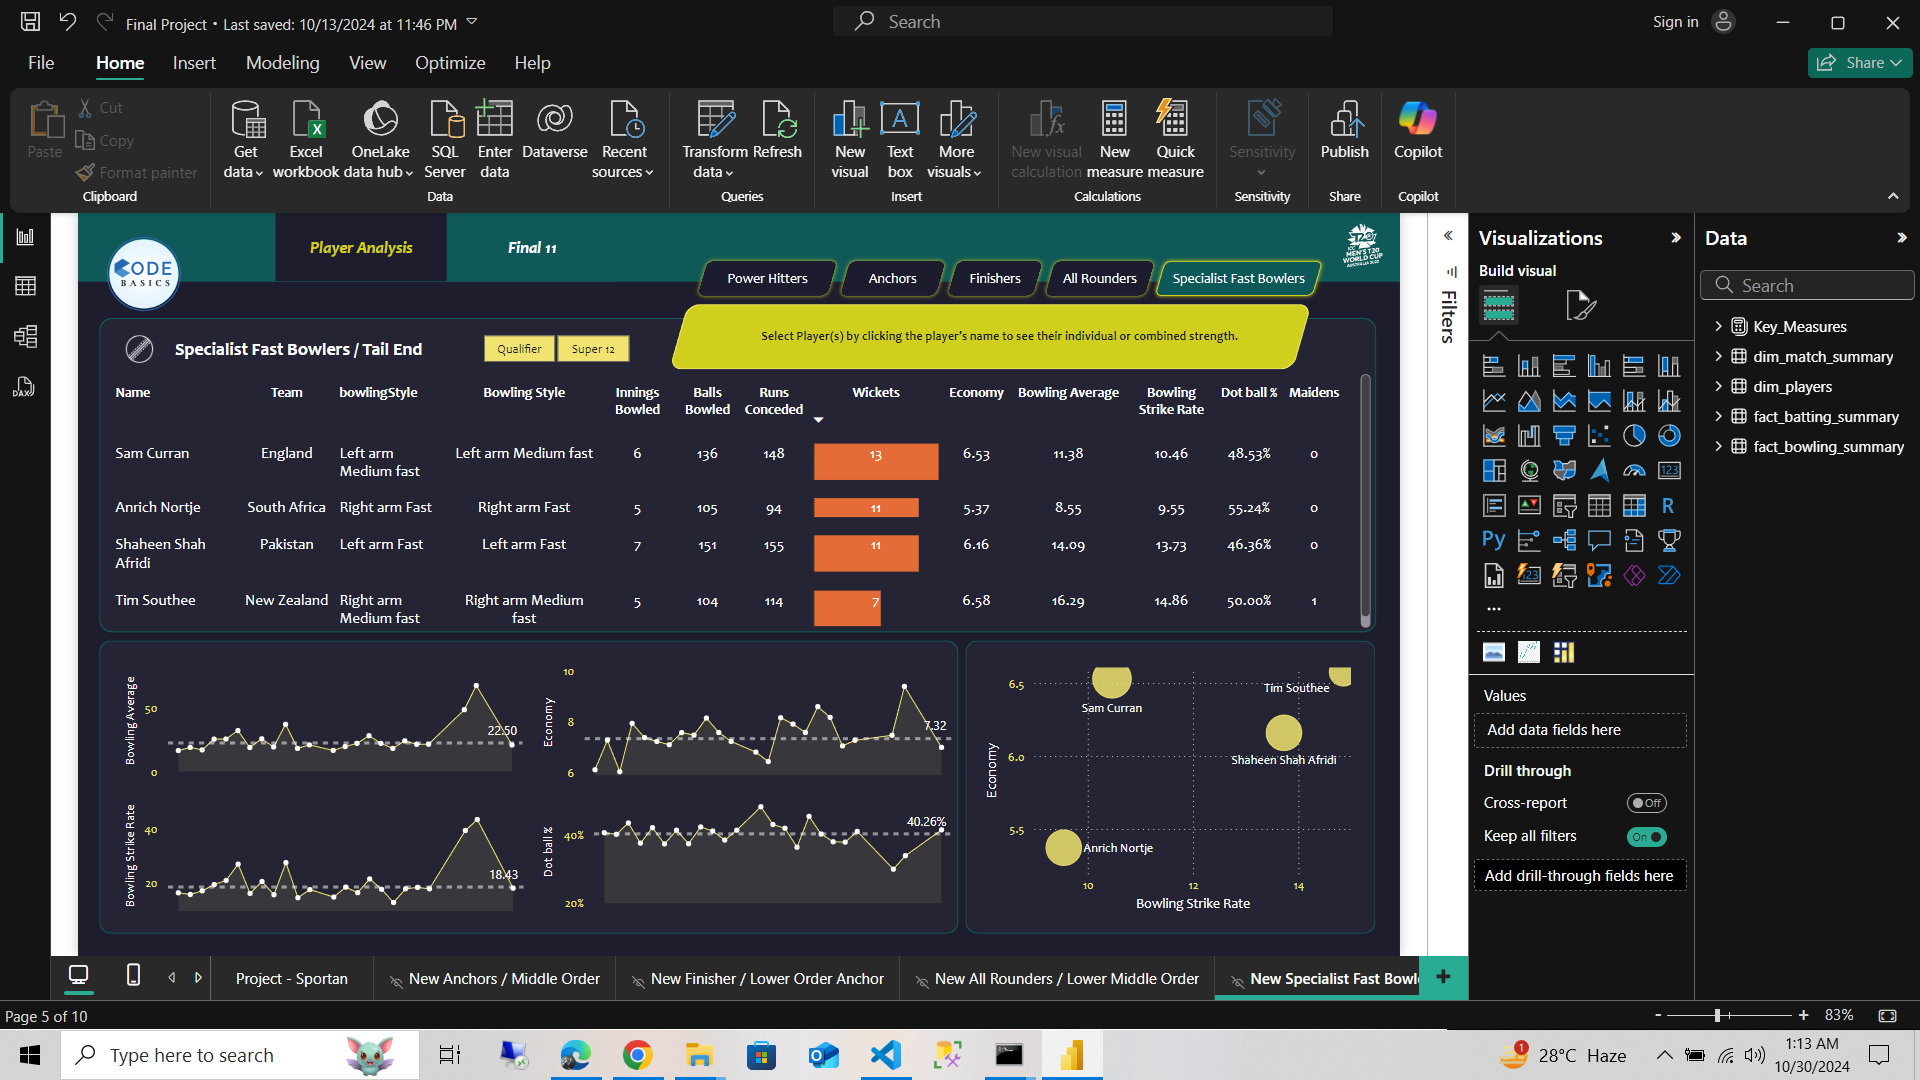 Final Project • Last saved: 10/13/2024 at 11:46 PM
Search
Sign in
File Home Insert Modeling View Optimize Help
Share
Paste
Cut
Copy
Format painter
Clipboard
Get data
Excel workbook
OneLake data hub
SQL Server
Enter data
Dataverse
Recent sources
Data
Transform data
Refresh
Queries
New visual
Text box
More visuals
Insert
New visual calculation
New measure
Quick measure
Calculations
Sensitivity
Sensitivity
Publish
Share
Copilot
Copilot
CODE
BASICS
Player Analysis
Final 11
ICC
MEN'S T20
WORLD CUP
AUSTRALIA 2022
Power Hitters
Anchors
Finishers
All Rounders
Specialist Fast Bowlers
Select Player(s) by clicking the player's name to see their individual or combined strength.
Specialist Fast Bowlers / Tail End
Qualifier
Super 12
Name Team bowlingStyle Bowling Style Innings Bowled Balls Bowled Runs Conceded Wickets Economy Bowling Average Bowling Strike Rate Dot ball % Maidens
Sam Curran England Left arm Medium fast Left arm Medium fast 6 136 148 13 6.53 11.38 10.46 48.53% 0
Anrich Nortje South Africa Right arm Fast Right arm Fast 5 105 94 11 5.37 8.55 9.55 55.24% 0
Shaheen Shah Afridi Pakistan Left arm Fast Left arm Fast 7 151 155 11 6.16 14.09 13.73 46.36% 0
Tim Southee New Zealand Right arm Medium fast Right arm Medium fast 5 104 114 7 6.58 16.29 14.86 50.00% 1
Bowling Average
50
0
22.50
Economy
10
8
6
7.32
Bowling Strike Rate
40
20
18.43
Dot ball %
40%
20%
40.26%
Economy
6.5
6.0
5.5
Tim Southee
Sam Curran
Shaheen Shah Afridi
Anrich Nortje
10 12 14
Bowling Strike Rate
Filters
Visualizations
Build visual
123
R
Py
123
Values
Add data fields here
Drill through
Cross-report
Off
Keep all filters
On
Add drill-through fields here
Data
Search
Key_Measures
dim_match_summary
dim_players
fact_batting_summary
fact_bowling_summary
DAX
Project - Sportan
New Anchors / Middle Order
New Finisher / Lower Order Anchor
New All Rounders / Lower Middle Order
New Specialist Fast Bowl
+
Page 5 of 10
- + 83%
Type here to search
1
28°C Haze
1:13 AM
10/30/2024